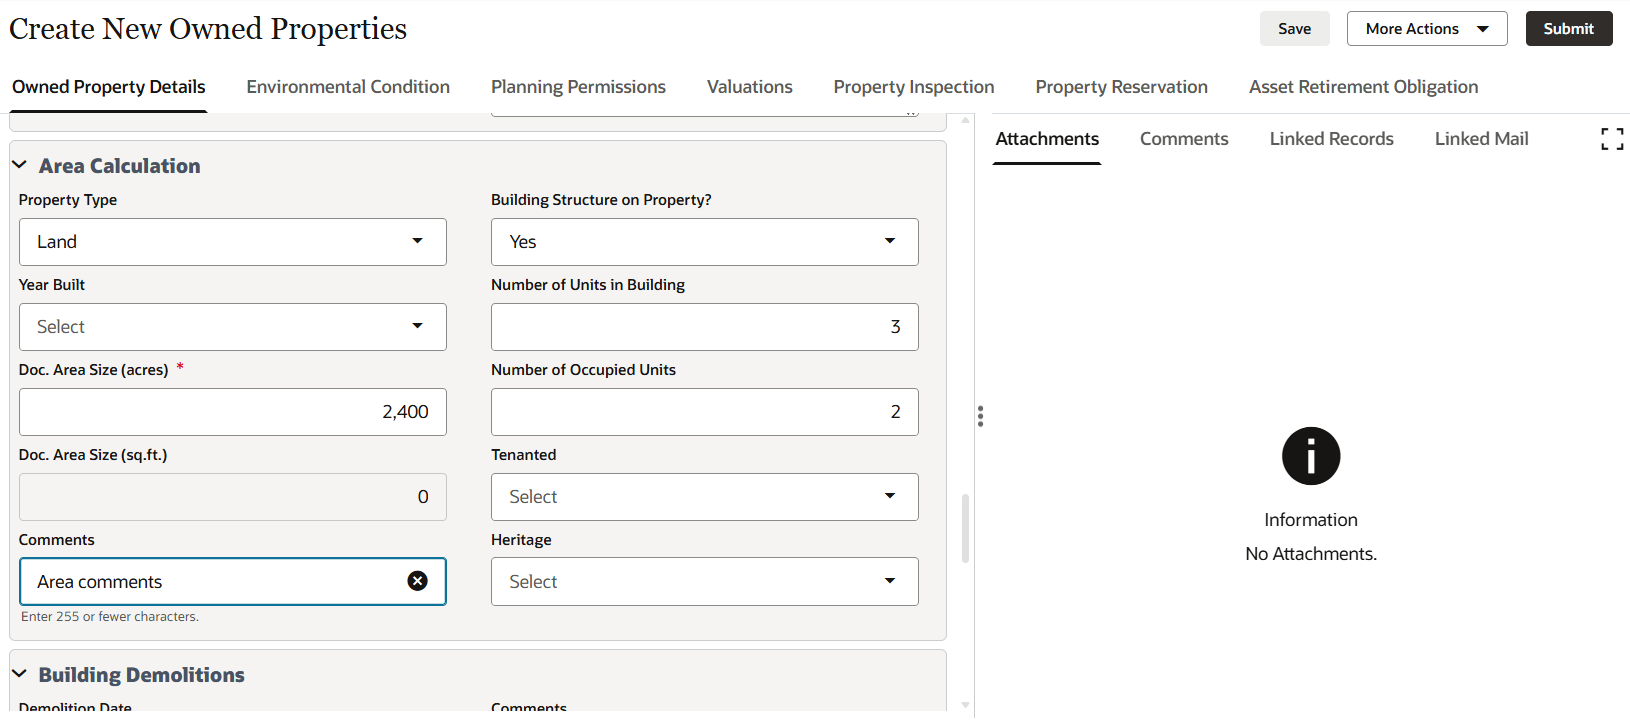 Create New Owned Properties
Save
More Actions
Submit
Owned Property Details
Environmental Condition
Planning Permissions
Valuations
Property Inspection
Property Reservation
Asset Retirement Obligation
Area Calculation
Property Type
Building Structure on Property?
Land
Yes
Year Built
Number of Units in Building
Select
3
Doc. Area Size (acres) *
Number of Occupied Units
2,400
2
Doc. Area Size (sq.ft.)
Tenanted
0
Select
Comments
Heritage
Area comments
Select
Enter 255 or fewer characters.
Building Demolitions
Demolition Date
Comments
Attachments
Comments
Linked Records
Linked Mail
Information
No Attachments.